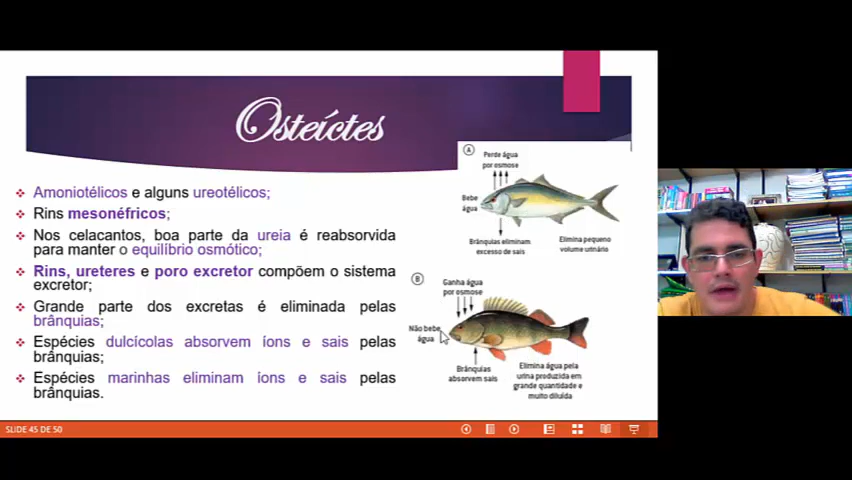 Osteíctes
Amoniotélicos e alguns ureotélicos;
Rins mesonéfricos;
Nos celacantos, boa parte da ureia é reabsorvida
para manter o equilíbrio osmótico;
Rins, ureteres e poro excretor compõem o sistema
excretor;
Grande parte dos excretas é eliminada pelas
brânquias;
Espécies dulcícolas absorvem íons e sais pelas
brânquias;
Espécies marinhas eliminam íons e sais pelas
brânquias.
A
Perde água
por osmose
Bebe
água
Brânquias eliminam
excesso de sais
Elimina pequeno
volume urinário
B
Ganha água
por osmose
Não bebe
água
Brânquias
absorvem sais
Elimina água pela
urina produzida em
grande quantidade e
muito diluída
SLIDE 45 DE 50